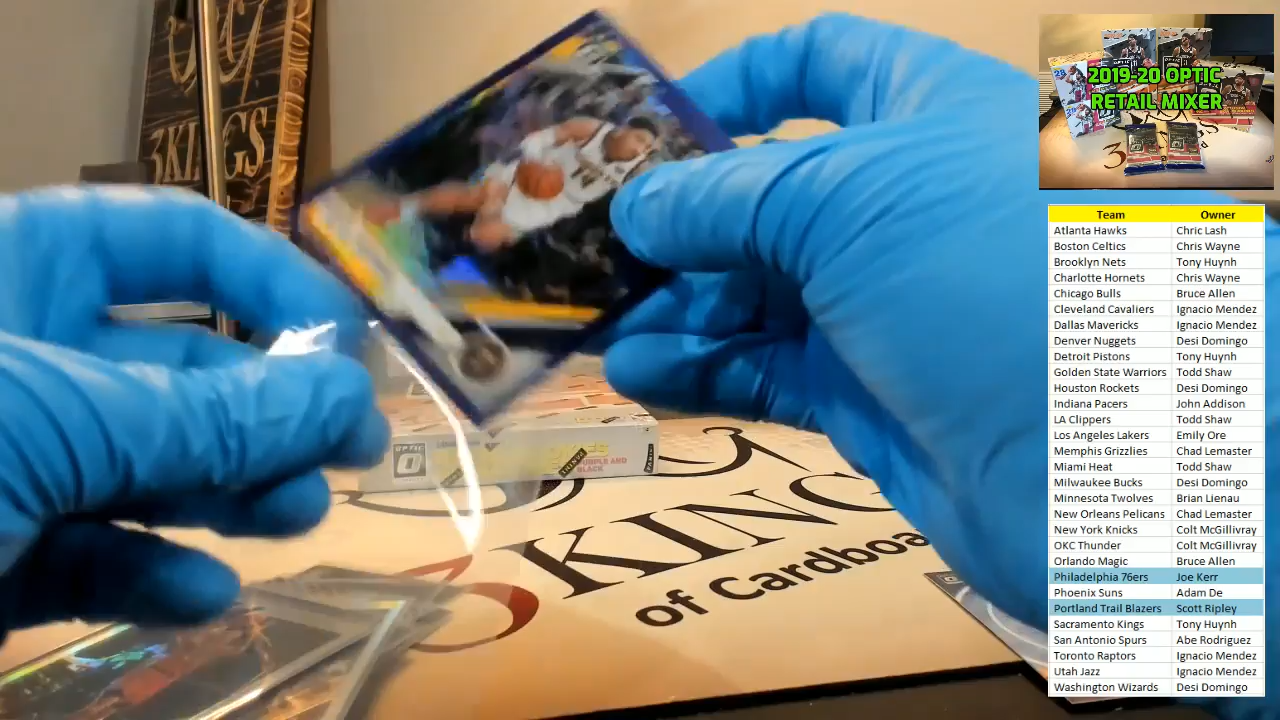 3KINGS
2019-20 OPTIC
RETAIL MIXER
Team Owner
Atlanta Hawks Chric Lash
Boston Celtics Chris Wayne
Brooklyn Nets Tony Huynh
Charlotte Hornets Chris Wayne
Chicago Bulls Bruce Allen
Cleveland Cavaliers Ignacio Mendez
Dallas Mavericks Ignacio Mendez
Denver Nuggets Desi Domingo
Detroit Pistons Tony Huynh
Golden State Warriors Todd Shaw
Houston Rockets Desi Domingo
Indiana Pacers John Addison
LA Clippers Todd Shaw
Los Angeles Lakers Emily Ore
Memphis Grizzlies Chad Lemaster
Miami Heat Todd Shaw
Milwaukee Bucks Desi Domingo
Minnesota Twolves Brian Lienau
New Orleans Pelicans Chad Lemaster
New York Knicks Colt McGillivray
OKC Thunder Colt McGillivray
Orlando Magic Bruce Allen
Philadelphia 76ers Joe Kerr
Phoenix Suns Adam De
Portland Trail Blazers Scott Ripley
Sacramento Kings Tony Huynh
San Antonio Spurs Abe Rodriguez
Toronto Raptors Ignacio Mendez
Utah Jazz Ignacio Mendez
Washington Wizards Desi Domingo
OPTIC
PURPLE AND
BLACK
PANINI
3KING
of Cardboa